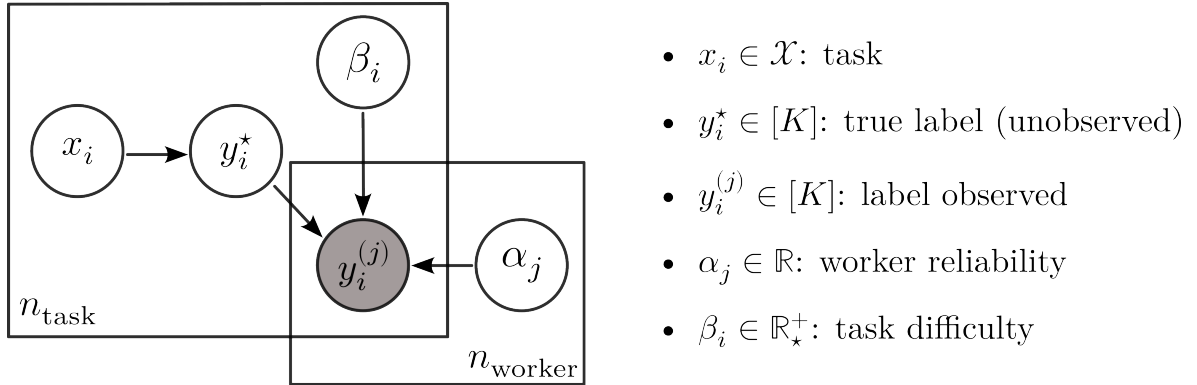 β_i
x_i
y_i^⋆
y_i^{(j)}
α_j
n_task
n_worker
• x_i ∈ 𝒳: task
• y_i^⋆ ∈ [K]: true label (unobserved)
• y_i^{(j)} ∈ [K]: label observed
• α_j ∈ ℝ: worker reliability
• β_i ∈ ℝ_⋆^+: task difficulty